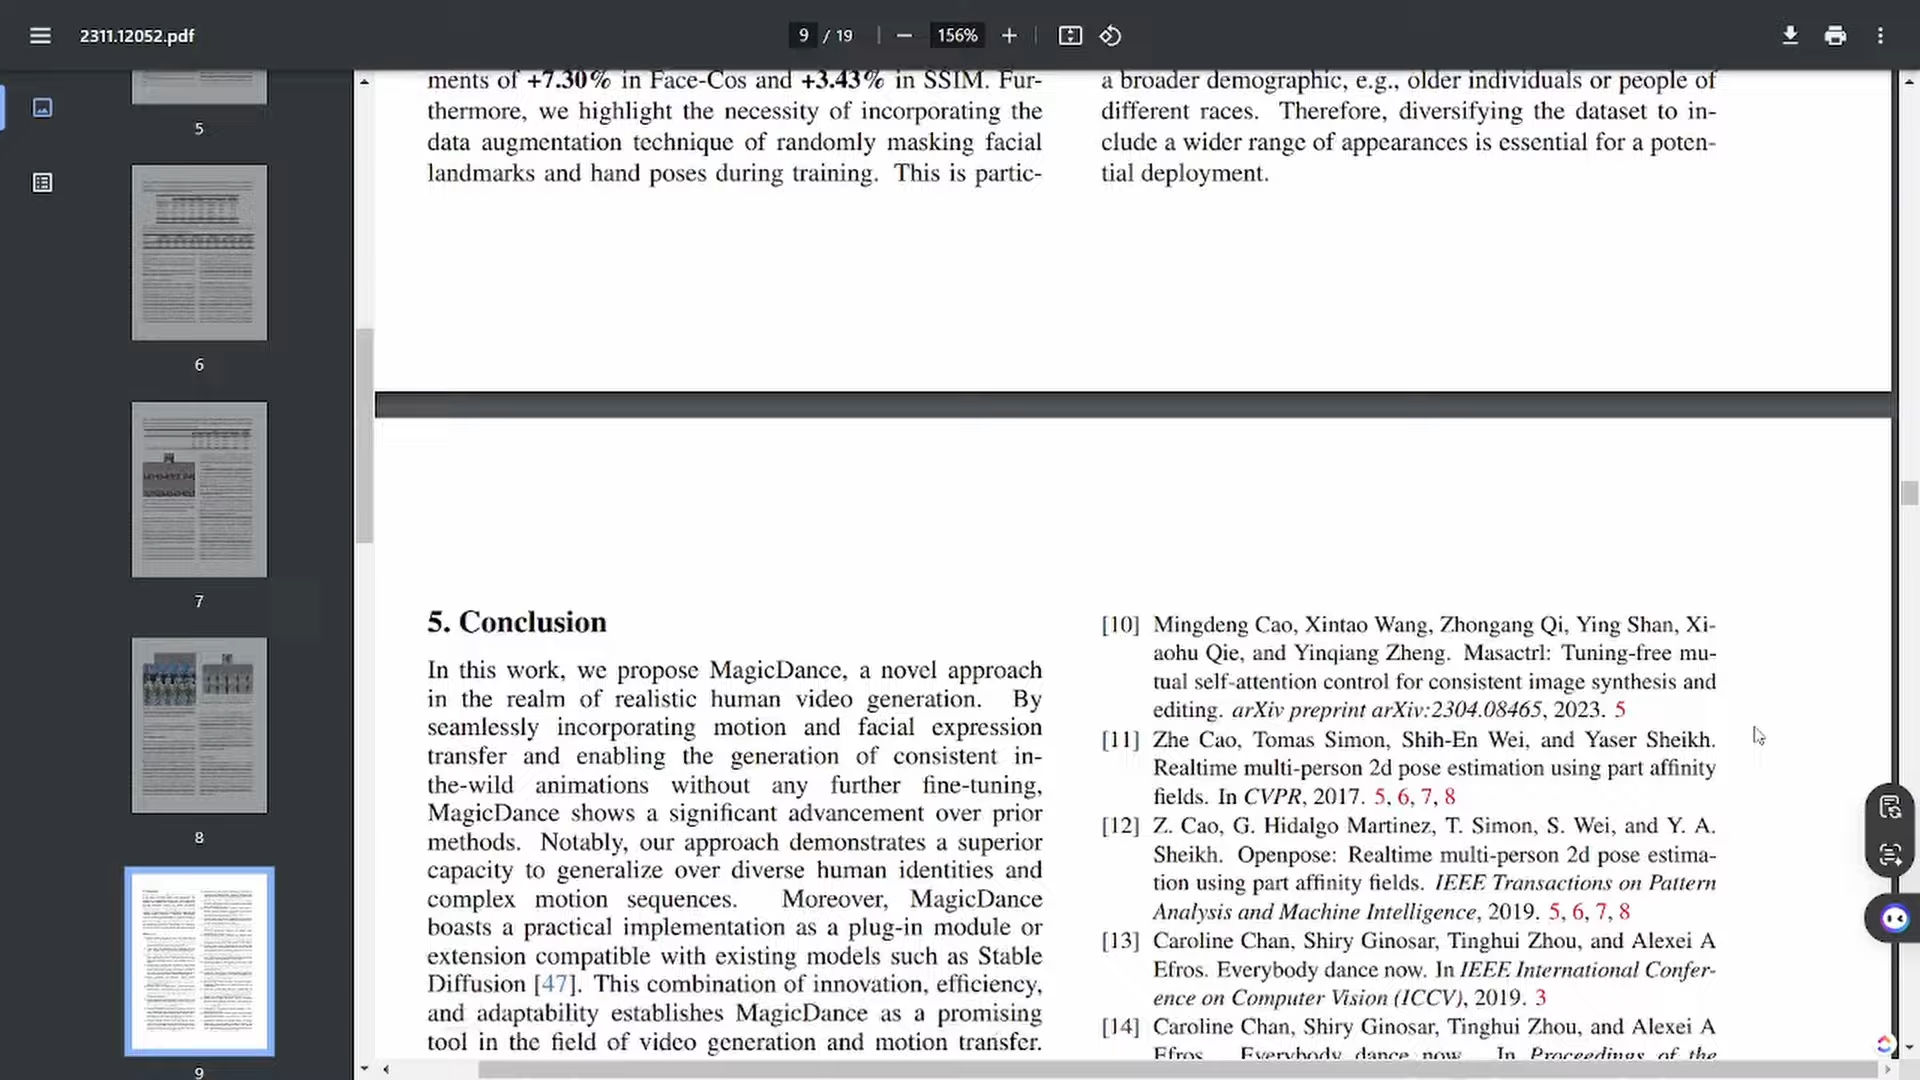 2311.12052.pdf
9 / 19
156%
5
6
7
8
9
ments of +7.30% in Face-Cos and +3.43% in SSIM. Fur-
thermore, we highlight the necessity of incorporating the
data augmentation technique of randomly masking facial
landmarks and hand poses during training. This is partic-
a broader demographic, e.g., older individuals or people of
different races. Therefore, diversifying the dataset to in-
clude a wider range of appearances is essential for a poten-
tial deployment.
5. Conclusion
In this work, we propose MagicDance, a novel approach
in the realm of realistic human video generation. By
seamlessly incorporating motion and facial expression
transfer and enabling the generation of consistent in-
the-wild animations without any further fine-tuning,
MagicDance shows a significant advancement over prior
methods. Notably, our approach demonstrates a superior
capacity to generalize over diverse human identities and
complex motion sequences. Moreover, MagicDance
boasts a practical implementation as a plug-in module or
extension compatible with existing models such as Stable
Diffusion [47]. This combination of innovation, efficiency,
and adaptability establishes MagicDance as a promising
tool in the field of video generation and motion transfer.
[10] Mingdeng Cao, Xintao Wang, Zhongang Qi, Ying Shan, Xi-
aohu Qie, and Yinqiang Zheng. Masactrl: Tuning-free mu-
tual self-attention control for consistent image synthesis and
editing. arXiv preprint arXiv:2304.08465, 2023. 5
[11] Zhe Cao, Tomas Simon, Shih-En Wei, and Yaser Sheikh.
Realtime multi-person 2d pose estimation using part affinity
fields. In CVPR, 2017. 5, 6, 7, 8
[12] Z. Cao, G. Hidalgo Martinez, T. Simon, S. Wei, and Y. A.
Sheikh. Openpose: Realtime multi-person 2d pose estima-
tion using part affinity fields. IEEE Transactions on Pattern
Analysis and Machine Intelligence, 2019. 5, 6, 7, 8
[13] Caroline Chan, Shiry Ginosar, Tinghui Zhou, and Alexei A
Efros. Everybody dance now. In IEEE International Confer-
ence on Computer Vision (ICCV), 2019. 3
[14] Caroline Chan, Shiry Ginosar, Tinghui Zhou, and Alexei A
Efros. Everybody dance now. In Proceedings of the